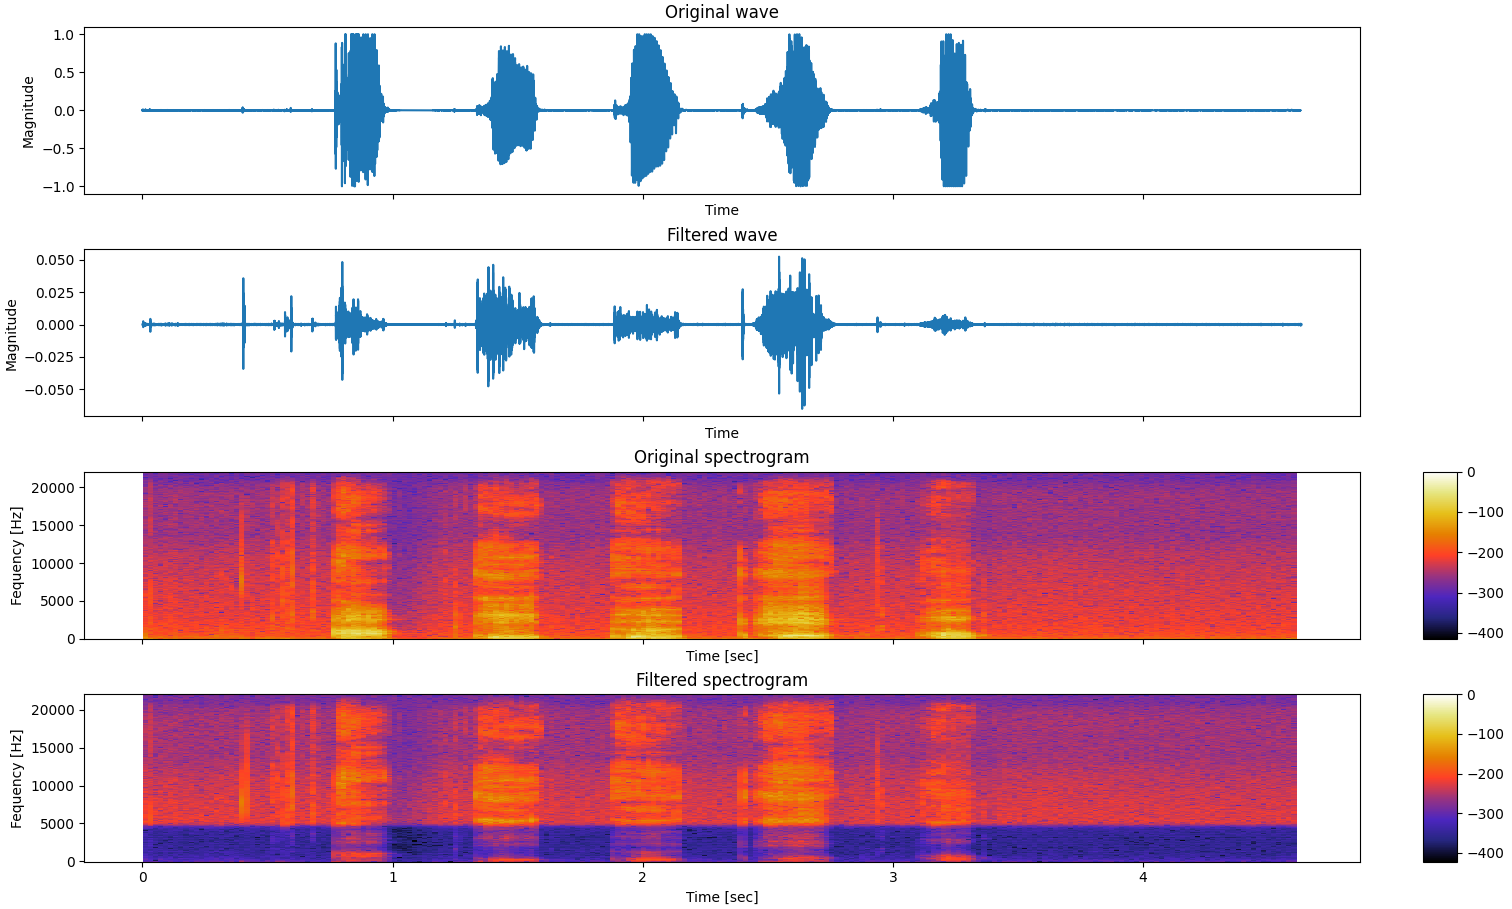 Original wave
1.0
0.5
0.0
−0.5
−1.0
Magnitude
Time
Filtered wave
0.050
0.025
0.000
−0.025
−0.050
Magnitude
Time
Original spectrogram
20000
15000
10000
5000
0
Fequency [Hz]
Time [sec]
0
−100
−200
−300
−400
Filtered spectrogram
20000
15000
10000
5000
0
Fequency [Hz]
0 1 2 3 4
Time [sec]
0
−100
−200
−300
−400